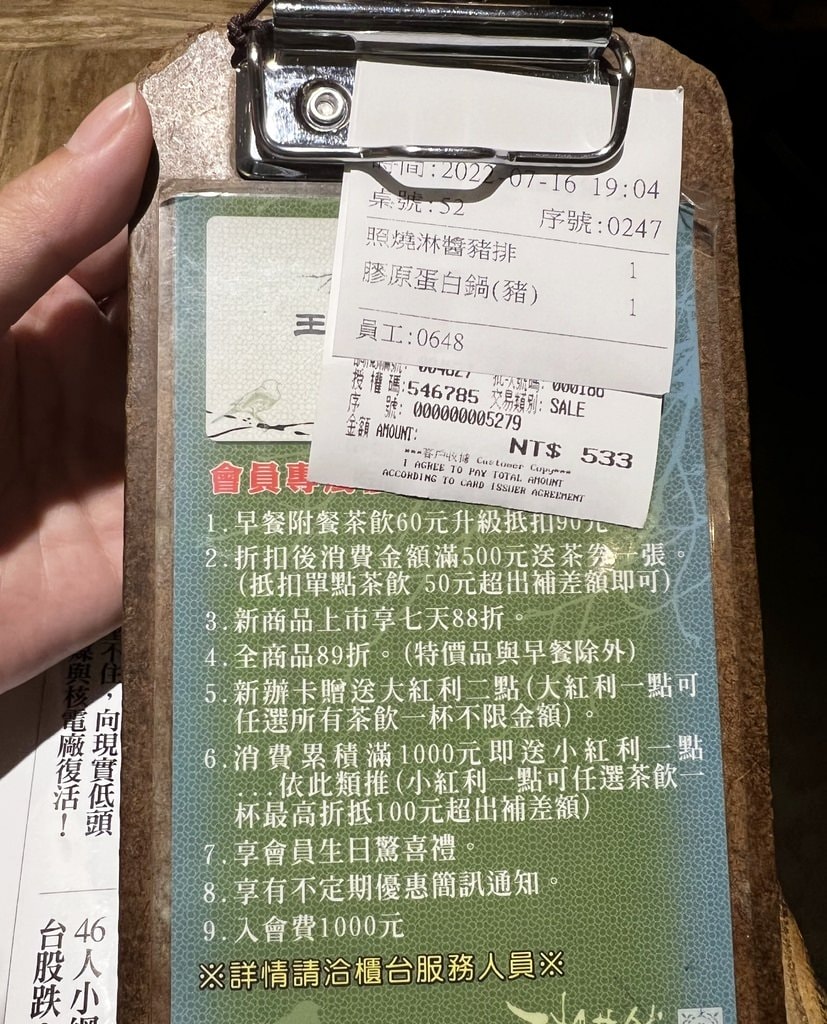 時間:2022-07-16 19:04
桌號:52 序號:0247
照燒淋醬豬排 1
膠原蛋白鍋(豬) 1
員工:0648
授權碼:546785 交易類別: SALE
序 號: 000000005279
金額 AMOUNT: NT$ 533
***客戶收據 Customer Copy***
I AGREE TO PAY TOTAL AMOUNT
ACCORDING TO CARD ISSUER AGREEMENT
王
會員專
1.早餐附餐茶飲60元升級抵扣90元
2.折扣後消費金額滿500元送茶券一張。
(抵扣單點茶飲 50元超出補差額即可)
3.新商品上市享七天88折。
4.全商品89折。(特價品與早餐除外)
5.新辦卡贈送大紅利二點(大紅利一點可
任選所有茶飲一杯不限金額)。
6.消費累積滿1000元即送小紅利一點
...依此類推(小紅利一點可任選茶飲一
杯最高折抵100元超出補差額)
7.享會員生日驚喜禮。
8.享有不定期優惠簡訊通知。
9.入會費1000元
※詳情請洽櫃台服務人員※
不住，向現實低頭
與核電廠復活！
46人小
台股跌